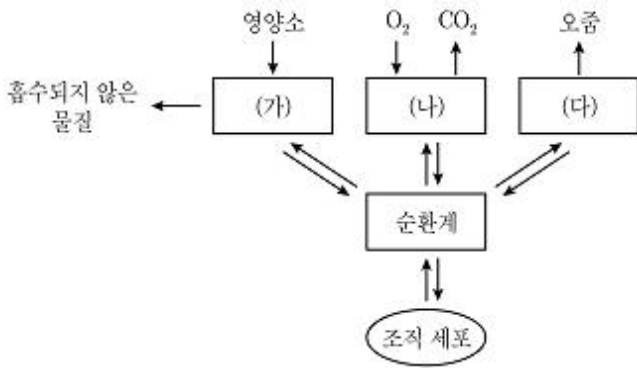 영양소
O₂
CO₂
오줌
흡수되지 않은
물질
(가)
(나)
(다)
순환계
조직 세포